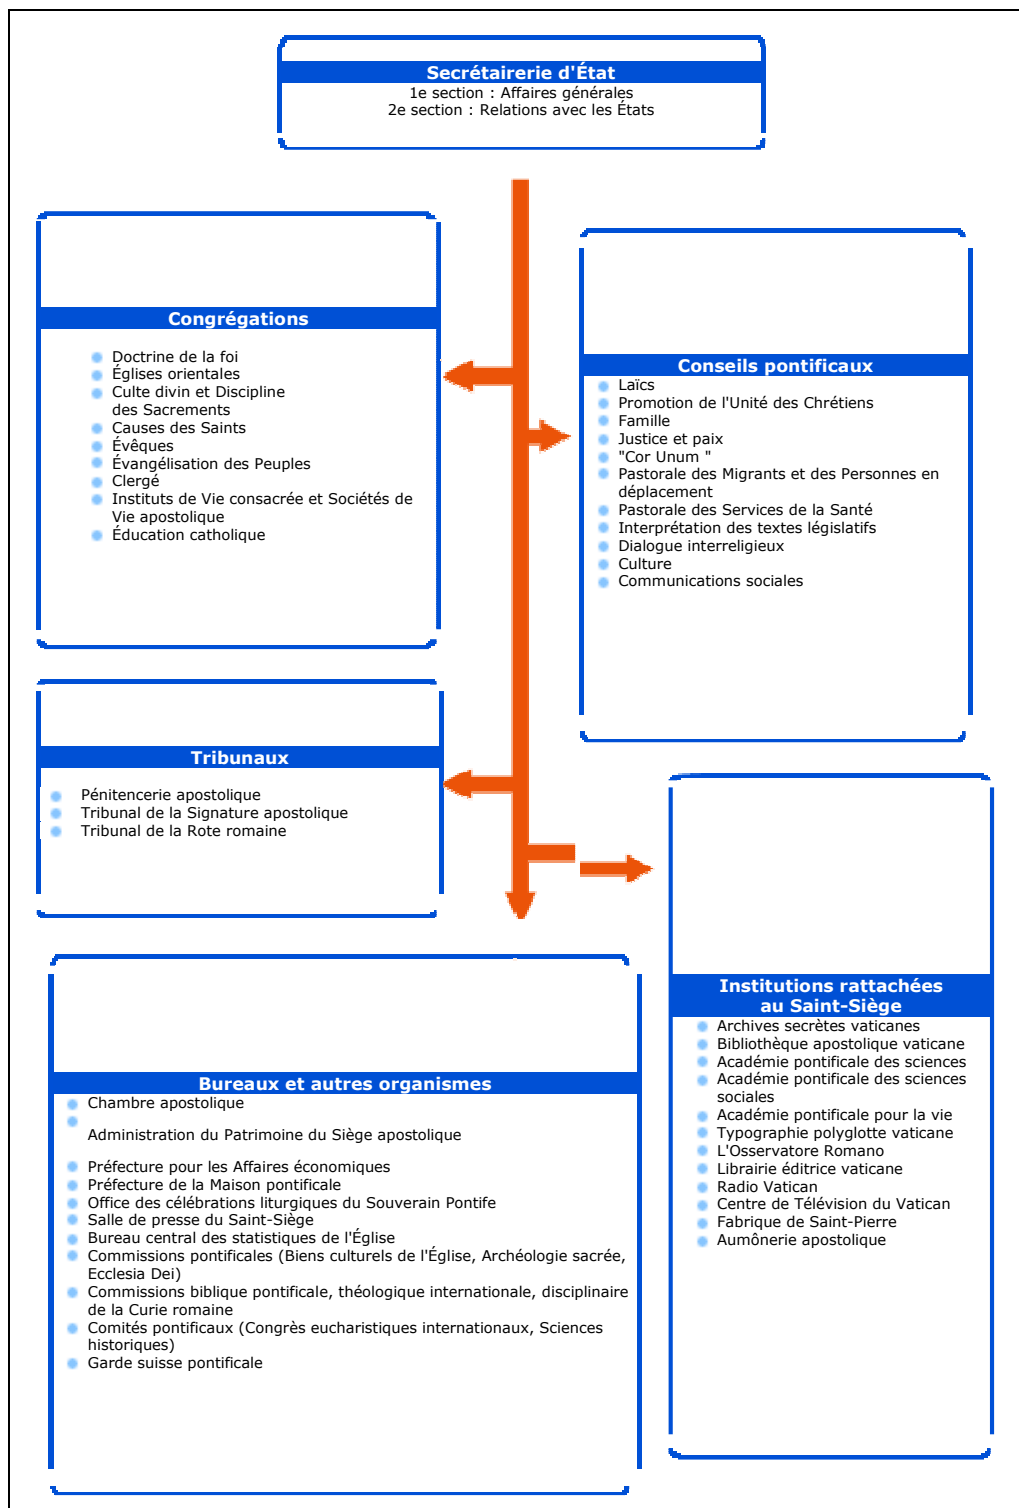 Secrétairerie d'État
1e section : Affaires générales
2e section : Relations avec les États
Congrégations
Doctrine de la foi
Églises orientales
Culte divin et Discipline
des Sacrements
Causes des Saints
Évêques
Évangélisation des Peuples
Clergé
Instituts de Vie consacrée et Sociétés de
Vie apostolique
Éducation catholique
Conseils pontificaux
Laïcs
Promotion de l'Unité des Chrétiens
Famille
Justice et paix
"Cor Unum "
Pastorale des Migrants et des Personnes en
déplacement
Pastorale des Services de la Santé
Interprétation des textes législatifs
Dialogue interreligieux
Culture
Communications sociales
Tribunaux
Pénitencerie apostolique
Tribunal de la Signature apostolique
Tribunal de la Rote romaine
Institutions rattachées
au Saint-Siège
Archives secrètes vaticanes
Bibliothèque apostolique vaticane
Académie pontificale des sciences
Académie pontificale des sciences
sociales
Académie pontificale pour la vie
Typographie polyglotte vaticane
L'Osservatore Romano
Librairie éditrice vaticane
Radio Vatican
Centre de Télévision du Vatican
Fabrique de Saint-Pierre
Aumônerie apostolique
Bureaux et autres organismes
Chambre apostolique
Administration du Patrimoine du Siège apostolique
Préfecture pour les Affaires économiques
Préfecture de la Maison pontificale
Office des célébrations liturgiques du Souverain Pontife
Salle de presse du Saint-Siège
Bureau central des statistiques de l'Église
Commissions pontificales (Biens culturels de l'Église, Archéologie sacrée,
Ecclesia Dei)
Commissions biblique pontificale, théologique internationale, disciplinaire
de la Curie romaine
Comités pontificaux (Congrès eucharistiques internationaux, Sciences
historiques)
Garde suisse pontificale